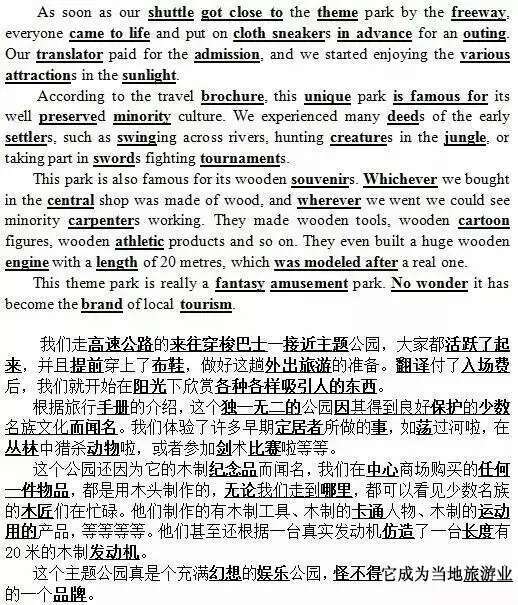 As soon as our shuttle got close to the theme park by the freeway,
everyone came to life and put on cloth sneakers in advance for an outing.
Our translator paid for the admission, and we started enjoying the various
attractions in the sunlight.
According to the travel brochure, this unique park is famous for its
well preserved minority culture. We experienced many deeds of the early
settlers, such as swinging across rivers, hunting creatures in the jungle, or
taking part in swords fighting tournaments.
This park is also famous for its wooden souvenirs. Whichever we bought
in the central shop was made of wood, and wherever we went we could see
minority carpenters working. They made wooden tools, wooden cartoon
figures, wooden athletic products and so on. They even built a huge wooden
engine with a length of 20 metres, which was modeled after a real one.
This theme park is really a fantasy amusement park. No wonder it has
become the brand of local tourism.
我们走高速公路的来往穿梭巴士一接近主题公园，大家都活跃了起
来，并且提前穿上了布鞋，做好这趟外出旅游的准备。翻译付了入场费
后，我们就开始在阳光下欣赏各种各样吸引人的东西。
根据旅行手册的介绍，这个独一无二的公园因其得到良好保护的少数
名族文化而闻名。我们体验了许多早期定居者所做的事，如荡过河啦，在
丛林中猎杀动物啦，或者参加剑术比赛啦等等。
这个公园还因为它的木制纪念品而闻名，我们在中心商场购买的任何
一件物品，都是用木头制作的，无论我们走到哪里，都可以看见少数名族
的木匠们在忙碌。他们制作的有木制工具、木制的卡通人物、木制的运动
用的产品，等等等等。他们甚至还根据一台真实发动机仿造了一台长度有
20 米的木制发动机。
这个主题公园真是个充满幻想的娱乐公园，怪不得它成为当地旅游业
的一个品牌。